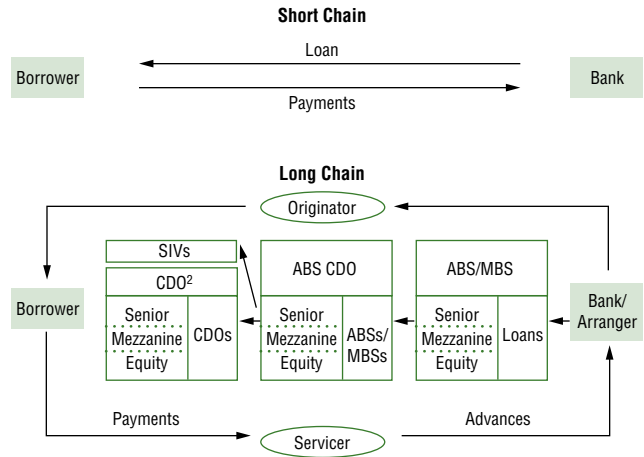 Short Chain
Loan
Borrower
Bank
Payments
Long Chain
Originator
SIVs
CDO²
ABS CDO
ABS/MBS
Borrower
Senior
Mezzanine
Equity
CDOs
Senior
Mezzanine
Equity
ABSs/
MBSs
Senior
Mezzanine
Equity
Loans
Bank/
Arranger
Payments
Advances
Servicer